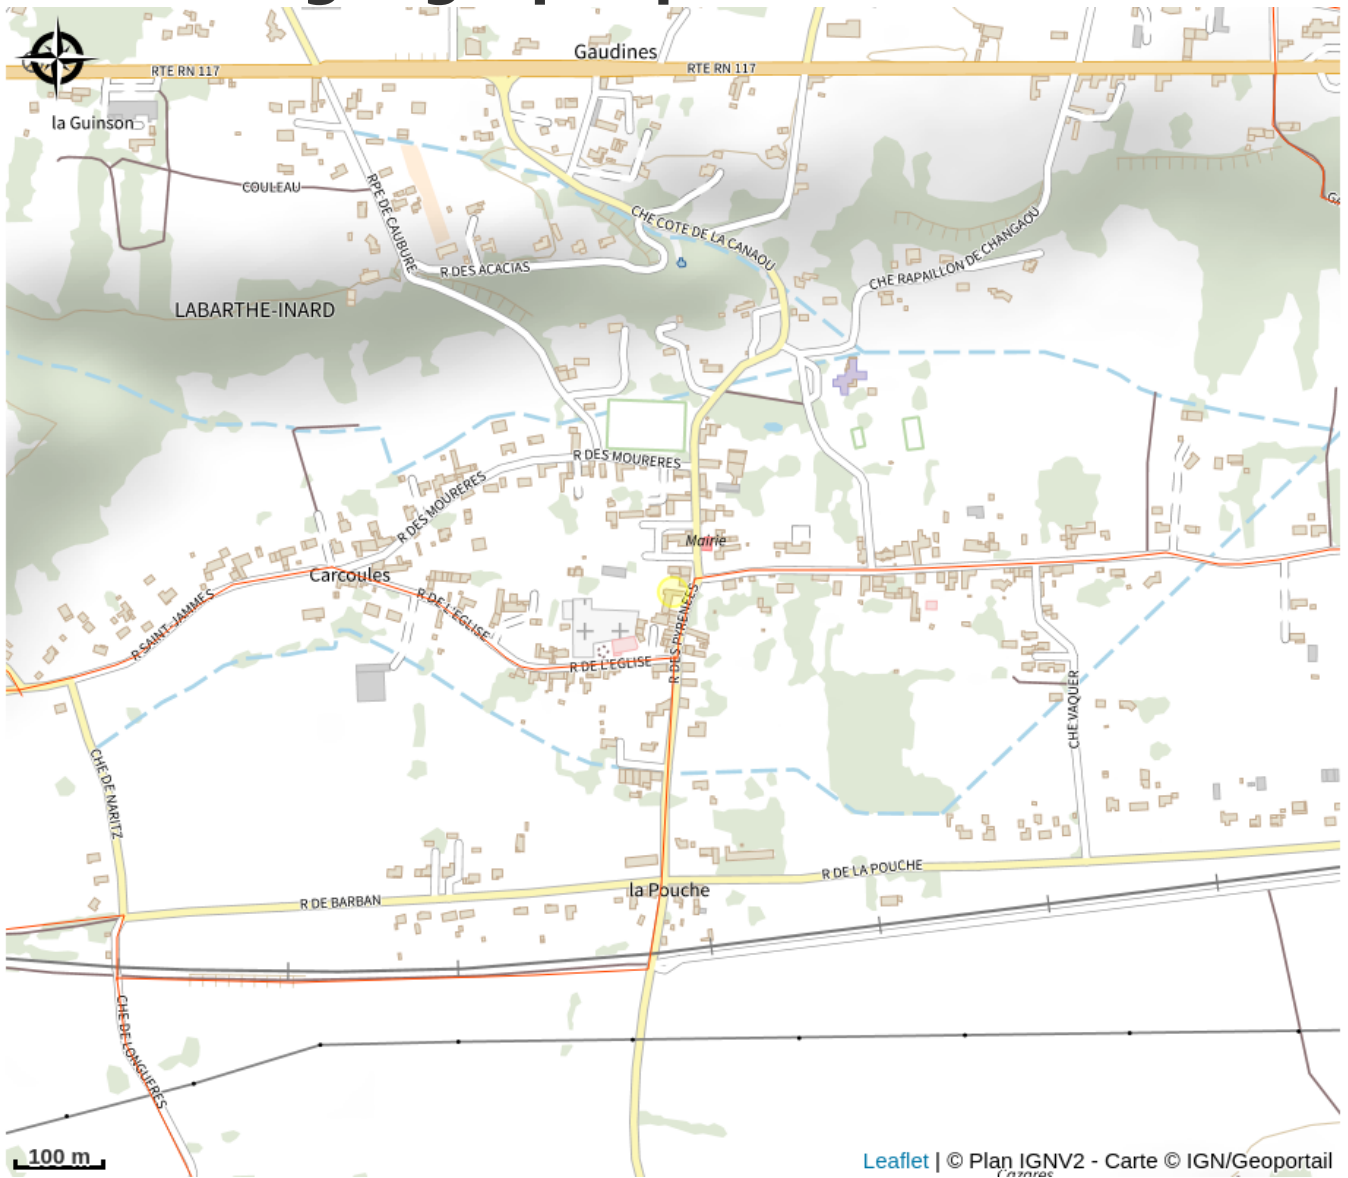 Gaudines
RTE RN 117
RTE RN 117
la Guinson
COULEAU
RPE DE CAUBURE
CHE COTE DE LA CANAOU
R DES ACACIAS
CHE RAPAILLON DE CHANGAOU
LABARTHE-INARD
R DES MOURERES
R DES MOURERES
Mairie
Carcoules
R DE L'EGLISE
R SAINT-JAMMES
R DES PYRENEES
R DE L'EGLISE
CHE VAQUER
CHE DE NARITZ
R DE LA POUCHE
la Pouche
R DE BARBAN
CHE DE LONGUERES
100 m
Leaflet | © Plan IGNV2 - Carte © IGN/Geoportail
Cazares